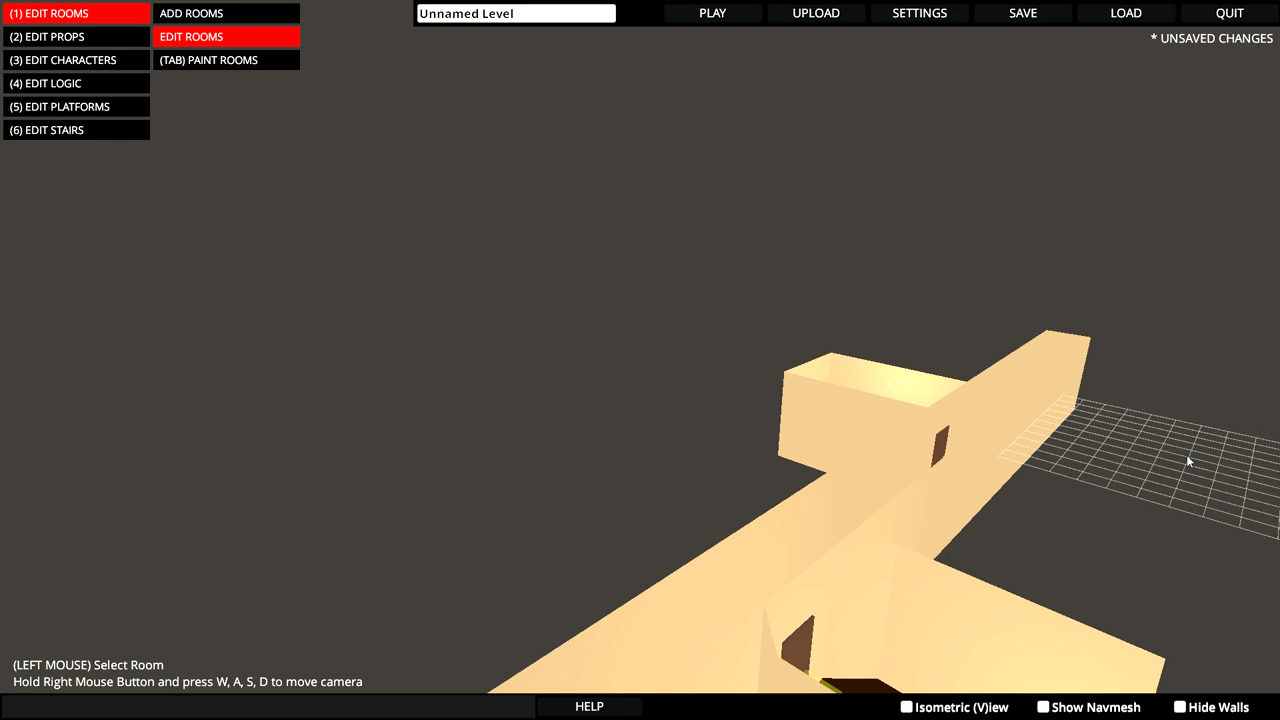 (1) EDIT ROOMS
ADD ROOMS
Unnamed Level
PLAY
UPLOAD
SETTINGS
SAVE
LOAD
QUIT
(2) EDIT PROPS
EDIT ROOMS
* UNSAVED CHANGES
(3) EDIT CHARACTERS
(TAB) PAINT ROOMS
(4) EDIT LOGIC
(5) EDIT PLATFORMS
(6) EDIT STAIRS
(LEFT MOUSE) Select Room
Hold Right Mouse Button and press W, A, S, D to move camera
HELP
Isometric (V)iew
Show Navmesh
Hide Walls